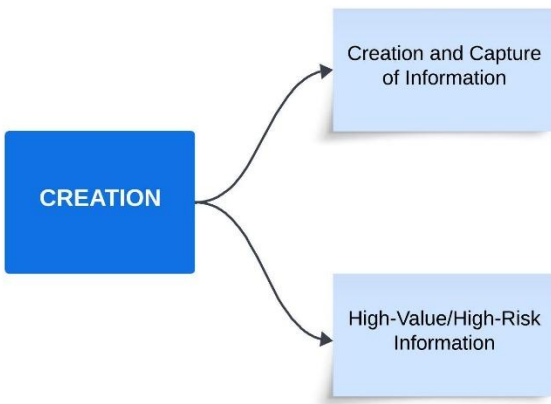 Creation and Capture
of Information
CREATION
High-Value/High-Risk
Information